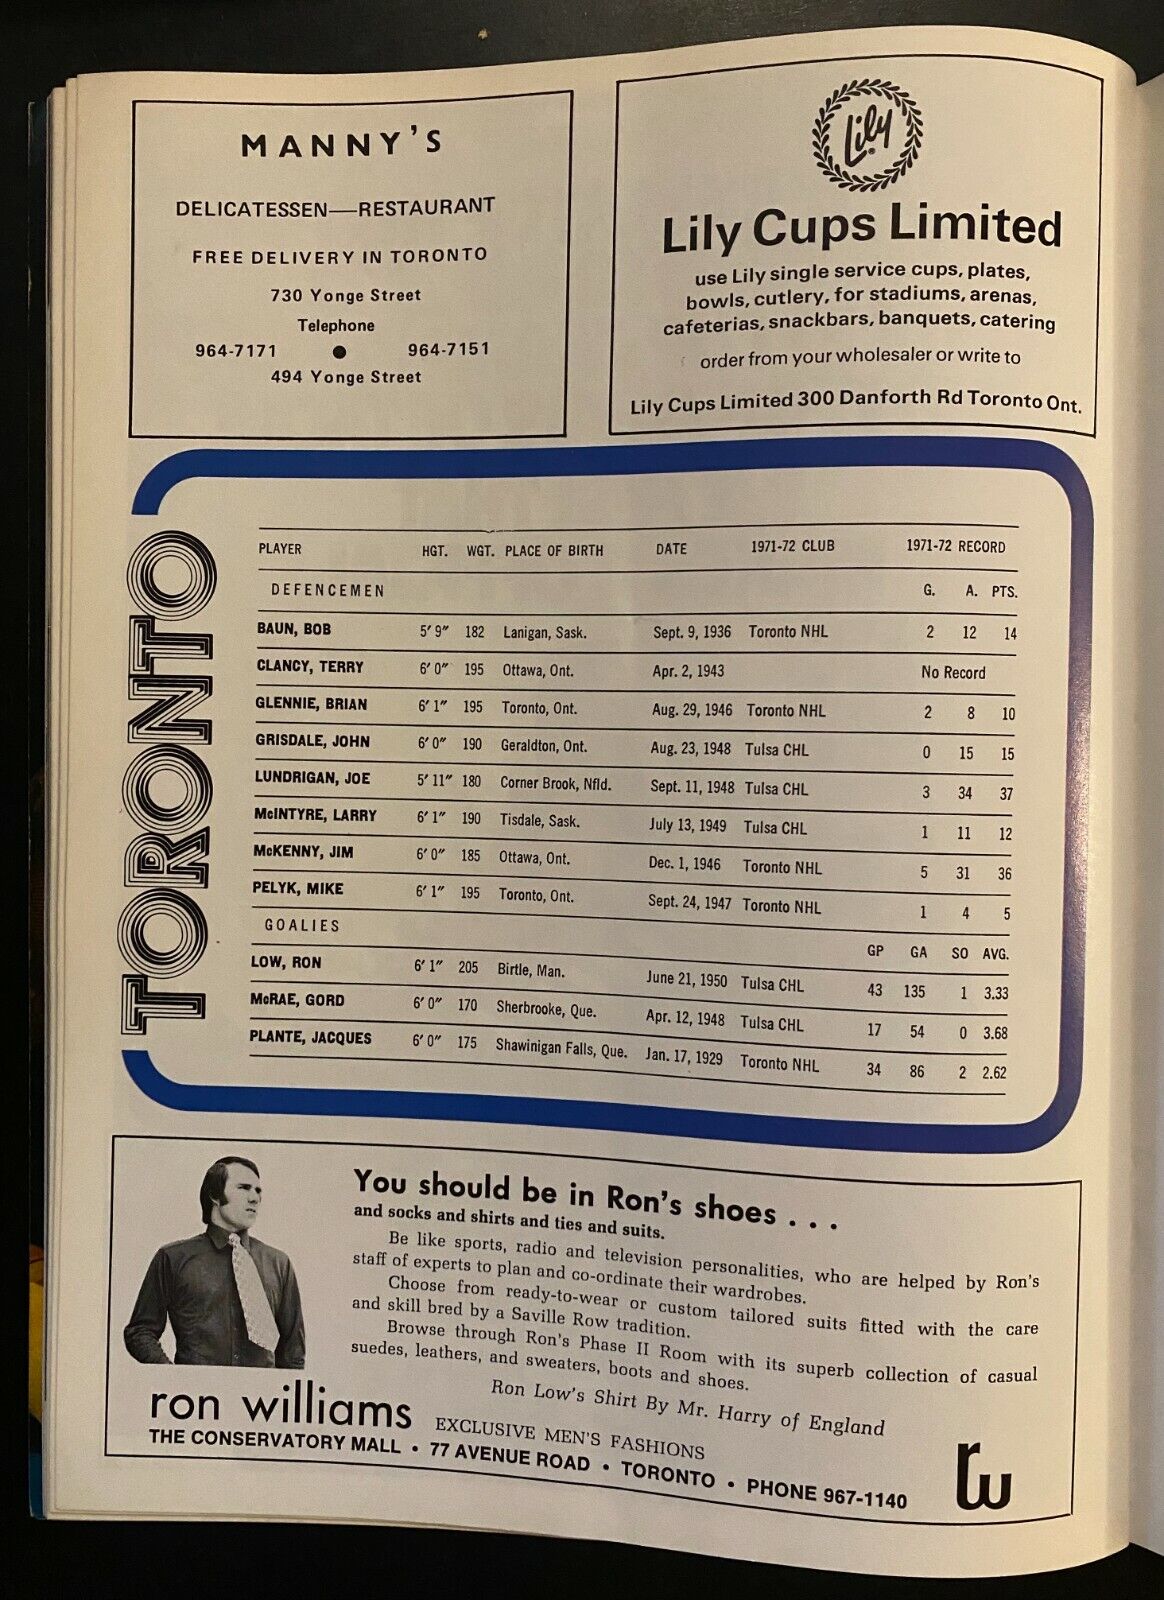 MANNY'S
DELICATESSEN—RESTAURANT
FREE DELIVERY IN TORONTO
730 Yonge Street
Telephone
964-7171 ● 964-7151
494 Yonge Street
Lily
Lily Cups Limited
use Lily single service cups, plates,
bowls, cutlery, for stadiums, arenas,
cafeterias, snackbars, banquets, catering
order from your wholesaler or write to
Lily Cups Limited 300 Danforth Rd Toronto Ont.
TORONTO
PLAYER HGT. WGT. PLACE OF BIRTH DATE 1971-72 CLUB 1971-72 RECORD
DEFENCEMEN G. A. PTS.
BAUN, BOB 5' 9" 182 Lanigan, Sask. Sept. 9, 1936 Toronto NHL 2 12 14
CLANCY, TERRY 6' 0" 195 Ottawa, Ont. Apr. 2, 1943 No Record
GLENNIE, BRIAN 6' 1" 195 Toronto, Ont. Aug. 29, 1946 Toronto NHL 2 8 10
GRISDALE, JOHN 6' 0" 190 Geraldton, Ont. Aug. 23, 1948 Tulsa CHL 0 15 15
LUNDRIGAN, JOE 5' 11" 180 Corner Brook, Nfld. Sept. 11, 1948 Tulsa CHL 3 34 37
McINTYRE, LARRY 6' 1" 190 Tisdale, Sask. July 13, 1949 Tulsa CHL 1 11 12
McKENNY, JIM 6' 0" 185 Ottawa, Ont. Dec. 1, 1946 Toronto NHL 5 31 36
PELYK, MIKE 6' 1" 195 Toronto, Ont. Sept. 24, 1947 Toronto NHL 1 4 5
GOALIES GP GA SO AVG.
LOW, RON 6' 1" 205 Birtle, Man. June 21, 1950 Tulsa CHL 43 135 1 3.33
McRAE, GORD 6' 0" 170 Sherbrooke, Que. Apr. 12, 1948 Tulsa CHL 17 54 0 3.68
PLANTE, JACQUES 6' 0" 175 Shawinigan Falls, Que. Jan. 17, 1929 Toronto NHL 34 86 2 2.62
You should be in Ron's shoes . . .
and socks and shirts and ties and suits.
Be like sports, radio and television personalities, who are helped by Ron's
staff of experts to plan and co-ordinate their wardrobes.
Choose from ready-to-wear or custom tailored suits fitted with the care
and skill bred by a Saville Row tradition.
Browse through Ron's Phase II Room with its superb collection of casual
suedes, leathers, and sweaters, boots and shoes.
Ron Low's Shirt By Mr. Harry of England
ron williams EXCLUSIVE MEN'S FASHIONS
THE CONSERVATORY MALL • 77 AVENUE ROAD • TORONTO • PHONE 967-1140
rw